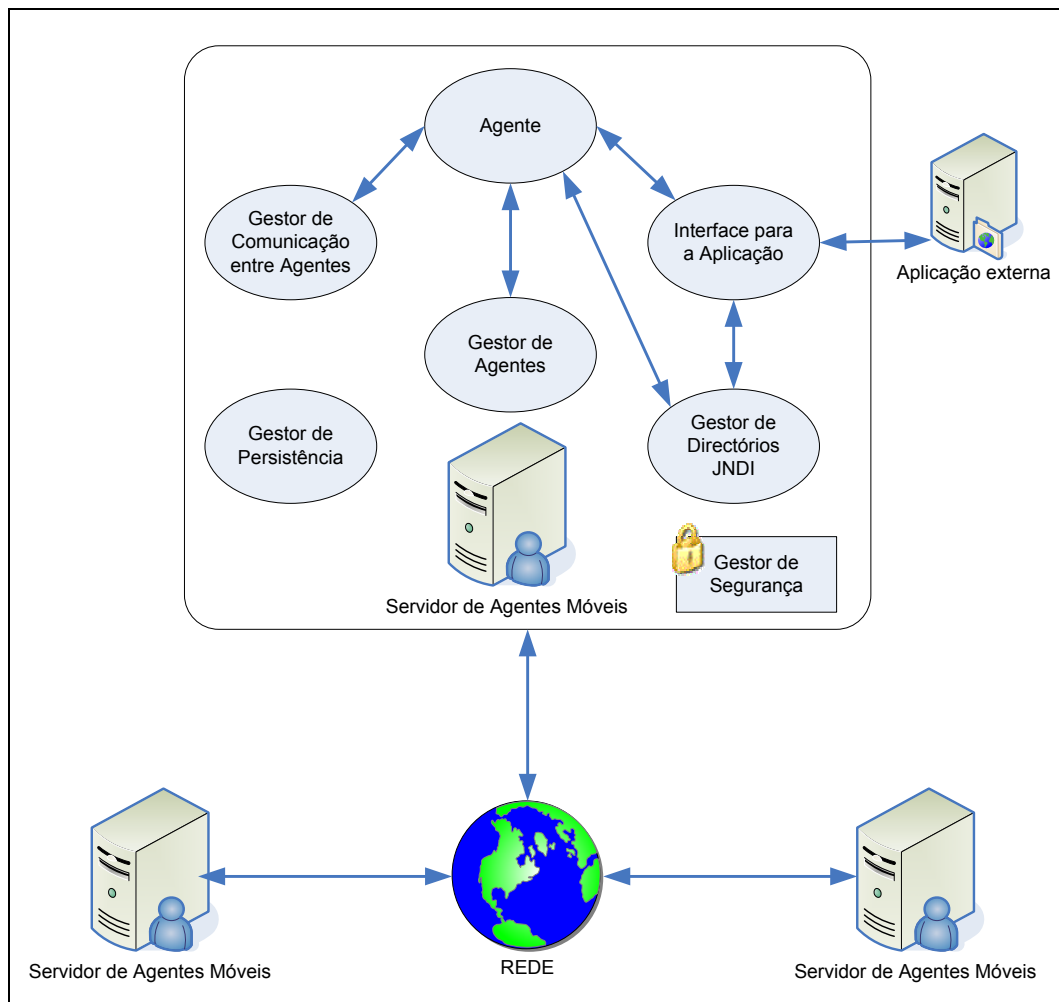 Agente
Gestor de
Comunicação
entre Agentes
Interface para
a Aplicação
Aplicação externa
Gestor de
Agentes
Gestor de
Persistência
Gestor de
Directórios
JNDI
Gestor de
Segurança
Servidor de Agentes Móveis
Servidor de Agentes Móveis
REDE
Servidor de Agentes Móveis